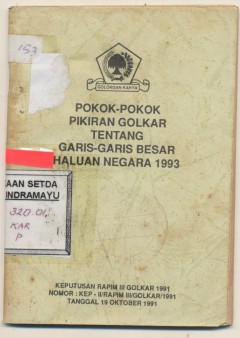 153
GOLONGAN KARYA
POKOK-POKOK
PIKIRAN GOLKAR
TENTANG
GARIS-GARIS BESAR
HALUAN NEGARA 1993
AAN SETDA
INDRAMAYU
320.01
KAR
P
KEPUTUSAN RAPIM III GOLKAR 1991
NOMOR : KEP - II/RAPIM III/GOLKAR/1991
TANGGAL 19 OKTOBER 1991